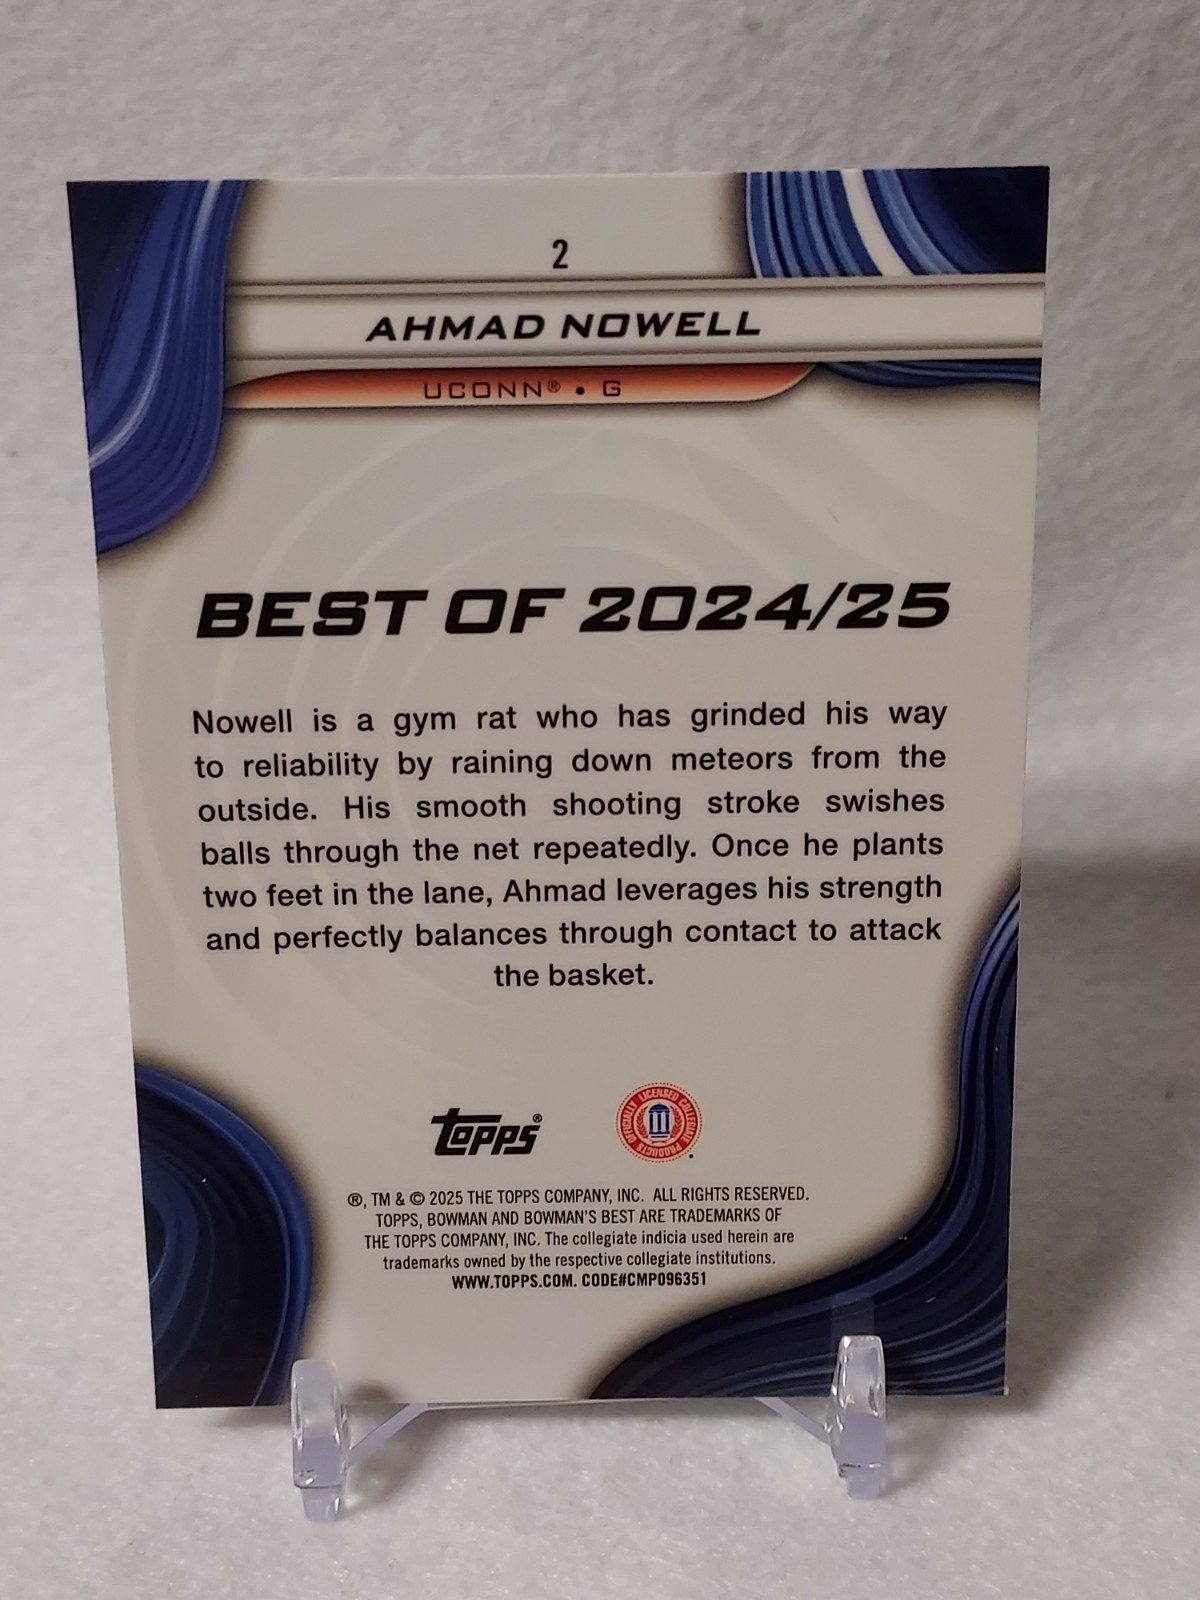 2
AHMAD NOWELL
UCONN® • G
BEST OF 2024/25
Nowell is a gym rat who has grinded his way
to reliability by raining down meteors from the
outside. His smooth shooting stroke swishes
balls through the net repeatedly. Once he plants
two feet in the lane, Ahmad leverages his strength
and perfectly balances through contact to attack
the basket.
topps®
OFFICIALLY LICENSED COLLEGIATE PRODUCTS
®, TM & © 2025 THE TOPPS COMPANY, INC. ALL RIGHTS RESERVED.
TOPPS, BOWMAN AND BOWMAN'S BEST ARE TRADEMARKS OF
THE TOPPS COMPANY, INC. The collegiate indicia used herein are
trademarks owned by the respective collegiate institutions.
WWW.TOPPS.COM. CODE#CMP096351